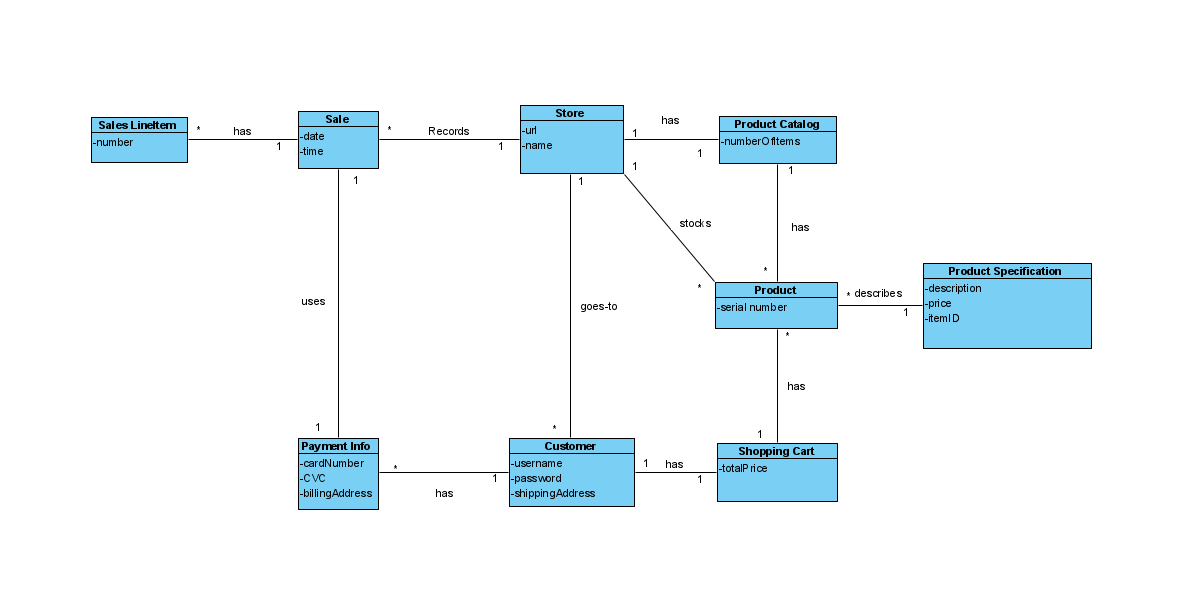 Sales LineItem
-number
*
has
1
Sale
-date
-time
*
Records
1
Store
-url
-name
1
has
1
Product Catalog
-numberOfItems
1
1
1
1
stocks
*
has
*
uses
goes-to
Product
-serial number
* describes
1
Product Specification
-description
-price
-itemID
*
has
1
1
*
Payment Info
-cardNumber
-CVC
-billingAddress
*
has
1
Customer
-username
-password
-shippingAddress
1
has
1
Shopping Cart
-totalPrice